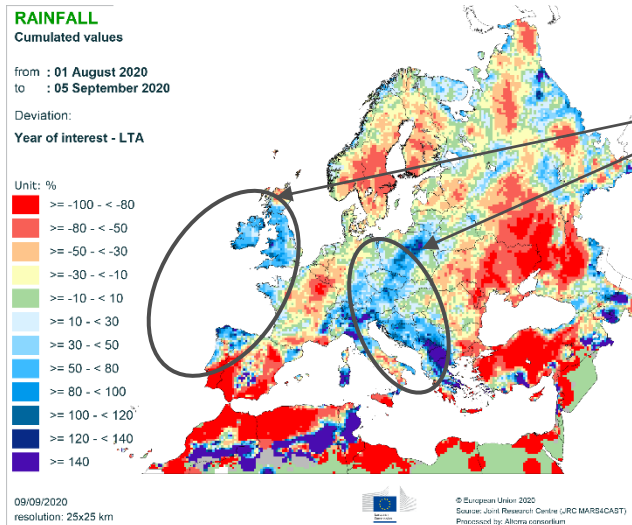 RAINFALL
Cumulated values
from : 01 August 2020
to : 05 September 2020
Deviation:
Year of interest - LTA
Unit: %
>= -100 - < -80
>= -80 - < -50
>= -50 - < -30
>= -30 - < -10
>= -10 - < 10
>= 10 - < 30
>= 30 - < 50
>= 50 - < 80
>= 80 - < 100
>= 100 - < 120
>= 120 - < 140
>= 140
09/09/2020
resolution: 25x25 km
European
Commission
© European Union 2020
Source: Joint Research Centre (JRC MARS4CAST)
Processed by: Alterra consortium